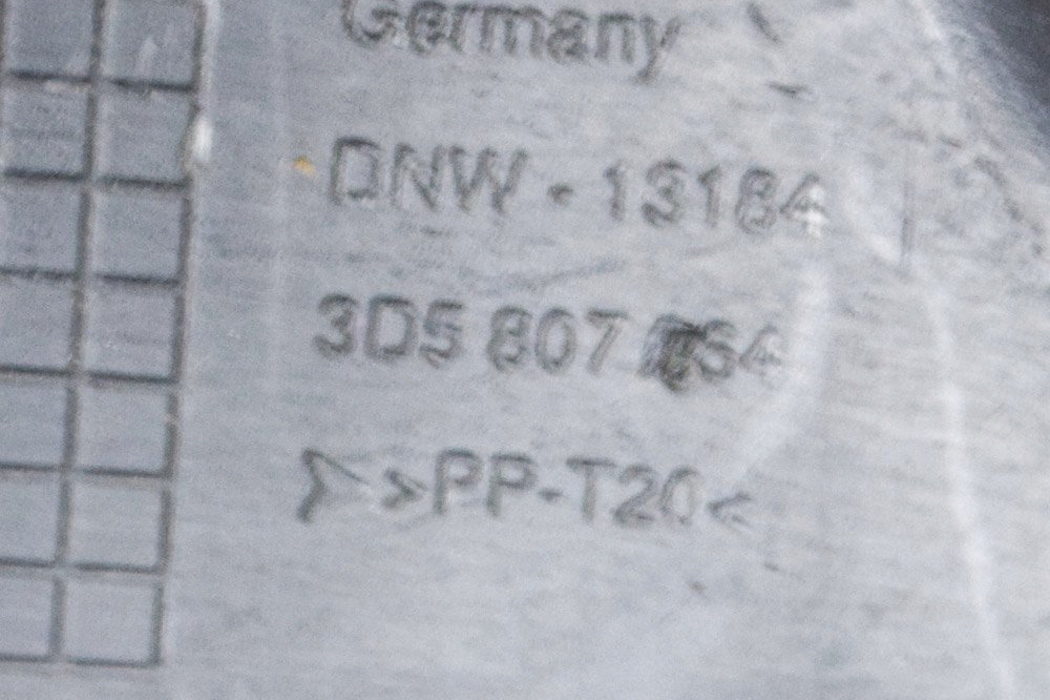 Germany
DNW - 13184
3D5 807
>PP-T20<